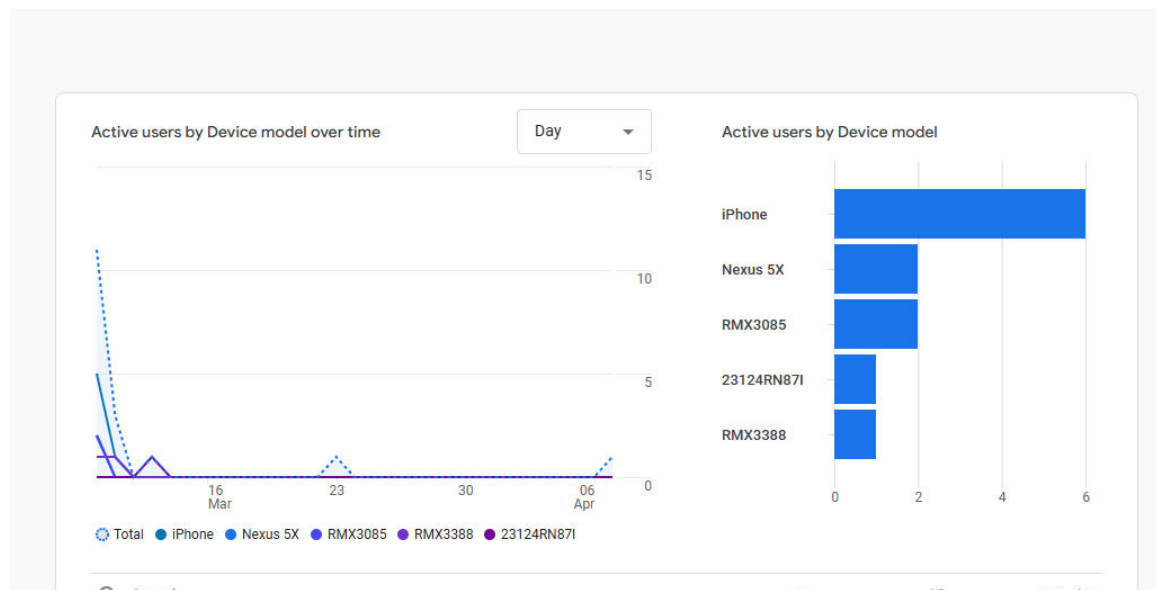 Active users by Device model over time
Day
15
10
5
0
16
Mar
23
30
06
Apr
Total iPhone Nexus 5X RMX3085 RMX3388 23124RN87I
Active users by Device model
iPhone
Nexus 5X
RMX3085
23124RN87I
RMX3388
0 2 4 6